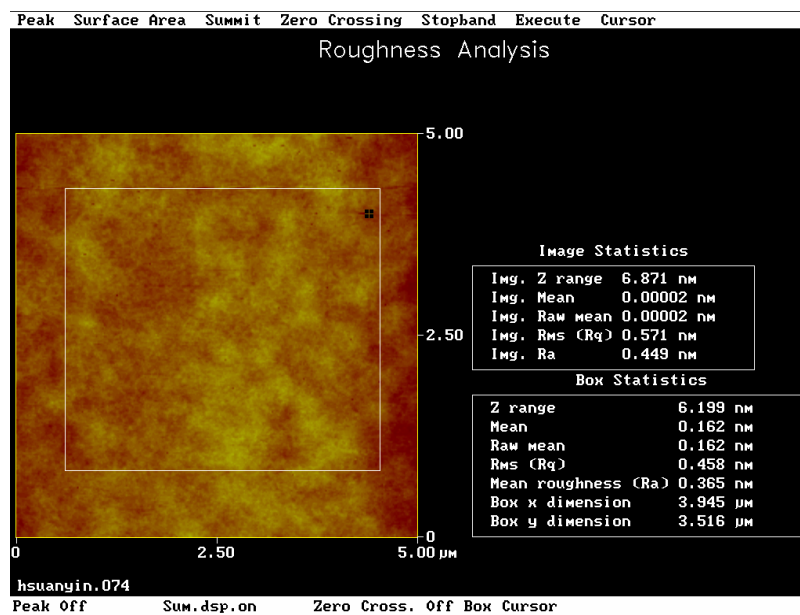 Peak Surface Area Summit Zero Crossing Stopband Execute Cursor
Roughness Analysis
5.00
2.50
0
0 2.50 5.00 µm
Image Statistics
Img. Z range 6.871 nm
Img. Mean 0.00002 nm
Img. Raw mean 0.00002 nm
Img. Rms (Rq) 0.571 nm
Img. Ra 0.449 nm
Box Statistics
Z range 6.199 nm
Mean 0.162 nm
Raw mean 0.162 nm
Rms (Rq) 0.458 nm
Mean roughness (Ra) 0.365 nm
Box x dimension 3.945 µm
Box y dimension 3.516 µm
hsuanyin.074
Peak Off Sum.dsp.on Zero Cross. Off Box Cursor